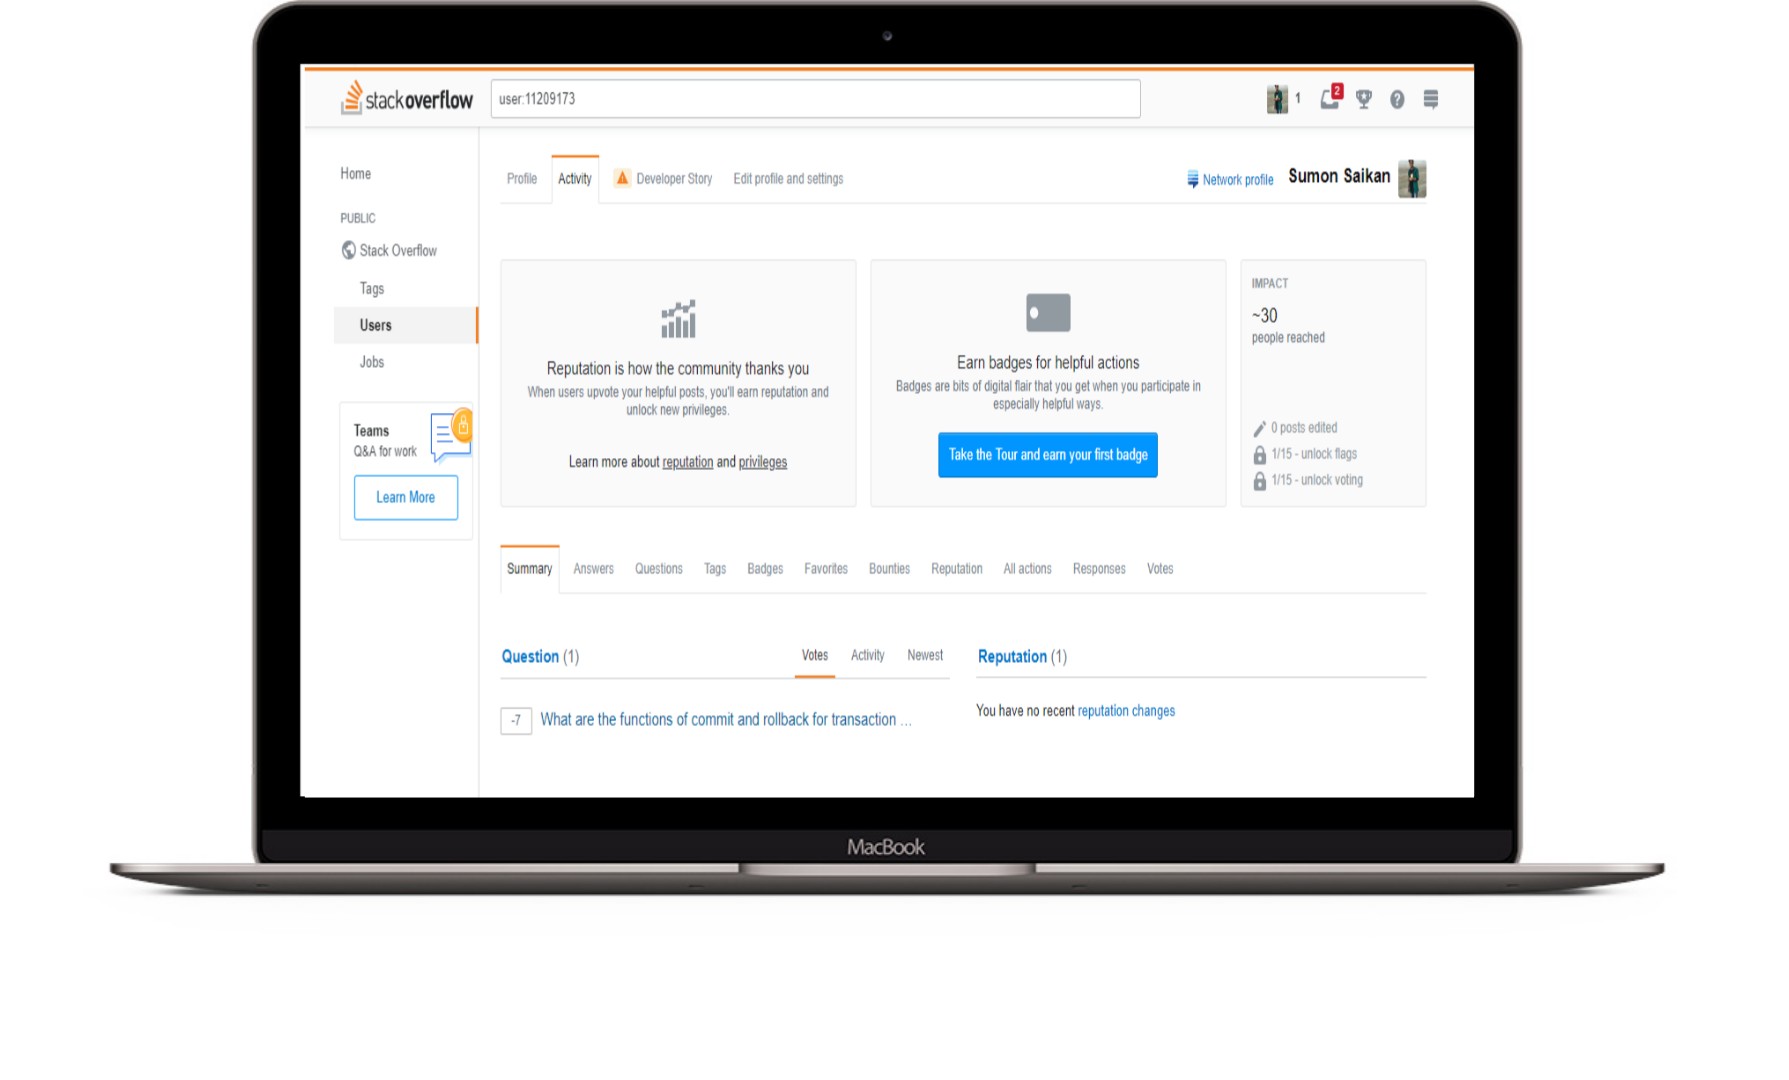 stackoverflow
user:11209173
1
2
Home
PUBLIC
Stack Overflow
Tags
Users
Jobs
Teams
Q&A for work
Learn More
Profile
Activity
Developer Story
Edit profile and settings
Network profile
Sumon Saikan
Reputation is how the community thanks you
When users upvote your helpful posts, you'll earn reputation and
unlock new privileges.
Learn more about reputation and privileges
Earn badges for helpful actions
Badges are bits of digital flair that you get when you participate in
especially helpful ways.
Take the Tour and earn your first badge
IMPACT
~30
people reached
0 posts edited
1/15 - unlock flags
1/15 - unlock voting
Summary
Answers
Questions
Tags
Badges
Favorites
Bounties
Reputation
All actions
Responses
Votes
Question (1)
Votes
Activity
Newest
-7
What are the functions of commit and rollback for transaction ...
Reputation (1)
You have no recent reputation changes
MacBook